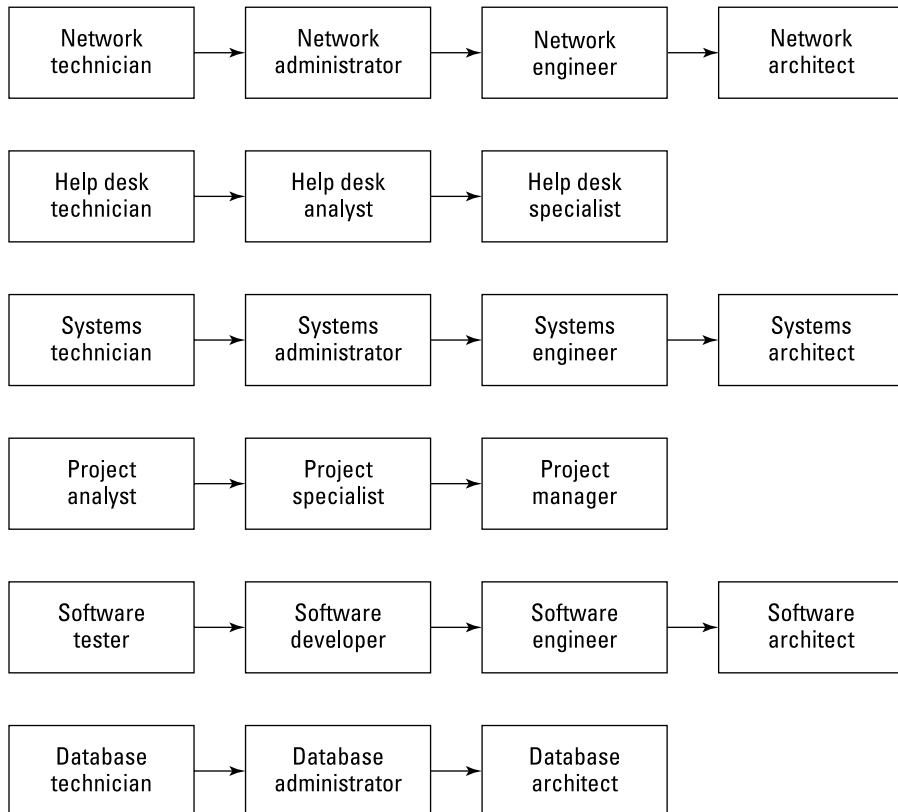 Network
technician
Network
administrator
Network
engineer
Network
architect
Help desk
technician
Help desk
analyst
Help desk
specialist
Systems
technician
Systems
administrator
Systems
engineer
Systems
architect
Project
analyst
Project
specialist
Project
manager
Software
tester
Software
developer
Software
engineer
Software
architect
Database
technician
Database
administrator
Database
architect